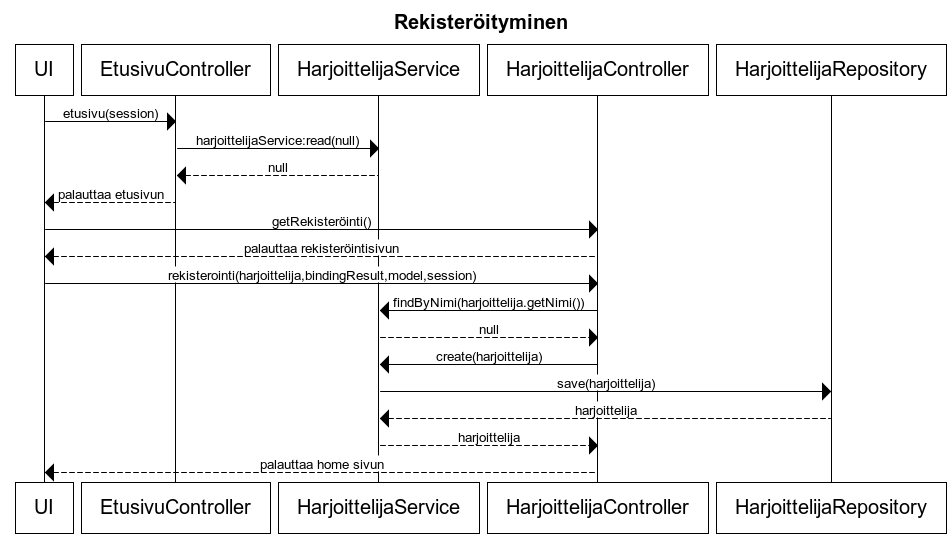 Rekisteröityminen
UI
EtusivuController
HarjoittelijaService
HarjoittelijaController
HarjoittelijaRepository
etusivu(session)
harjoittelijaService:read(null)
null
palauttaa etusivun
getRekisteröinti()
palauttaa rekisteröintisivun
rekisterointi(harjoittelija,bindingResult,model,session)
findByNimi(harjoittelija.getNimi())
null
create(harjoittelija)
save(harjoittelija)
harjoittelija
harjoittelija
palauttaa home sivun
UI
EtusivuController
HarjoittelijaService
HarjoittelijaController
HarjoittelijaRepository